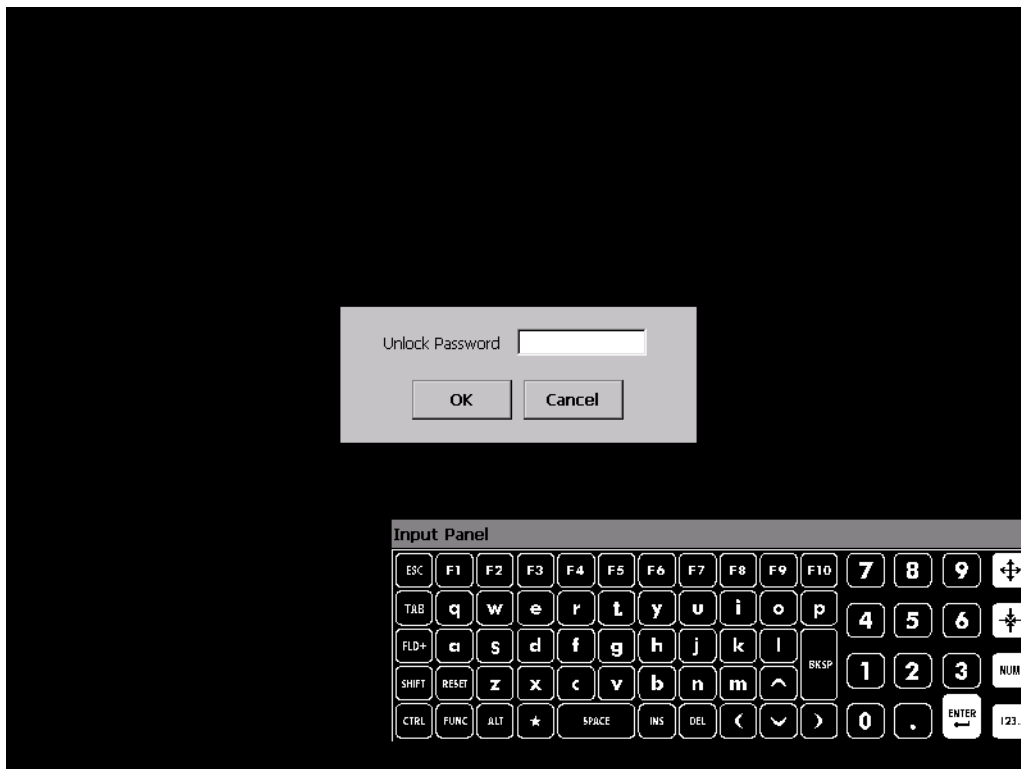 Unlock Password
OK Cancel
Input Panel
ESC F1 F2 F3 F4 F5 F6 F7 F8 F9 F10 7 8 9
TAB q w e r t y u i o p 4 5 6
FLD+ a s d f g h j k l BKSP
SHIFT RESET z x c v b n m ^ 1 2 3 NUM
CTRL FUNC ALT ★ SPACE INS DEL ( ) 0 . ENTER 123.